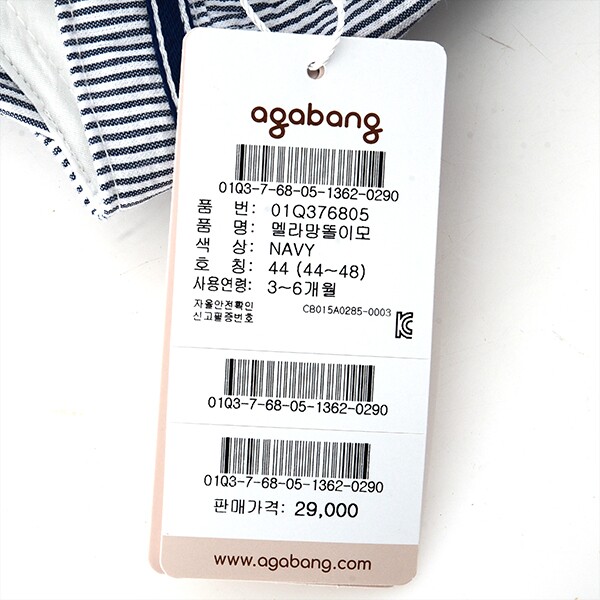 agabang
01Q3-7-68-05-1362-0290
품 번: 01Q376805
품 명: 멜라망똘이모
색 상: NAVY
호 칭: 44 (44~48)
사용연령: 3~6개월
자율안전확인
신고필증번호
CB015A0285-0003
01Q3-7-68-05-1362-0290
01Q3-7-68-05-1362-0290
판매가격: 29,000
www.agabang.com